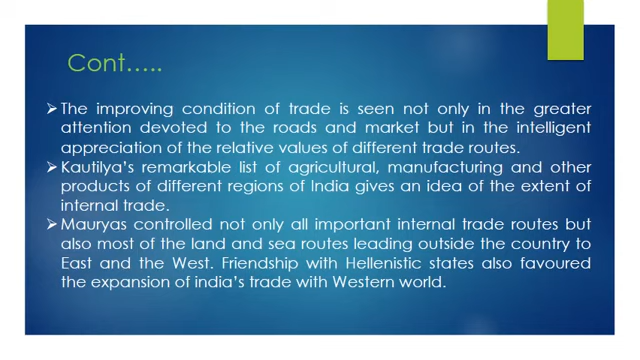 Cont.....
➢The improving condition of trade is seen not only in the greater
attention devoted to the roads and market but in the intelligent
appreciation of the relative values of different trade routes.
➢Kautilya's remarkable list of agricultural, manufacturing and other
products of different regions of India gives an idea of the extent of
internal trade.
➢Mauryas controlled not only all important internal trade routes but
also most of the land and sea routes leading outside the country to
East and the West. Friendship with Hellenistic states also favoured
the expansion of india's trade with Western world.